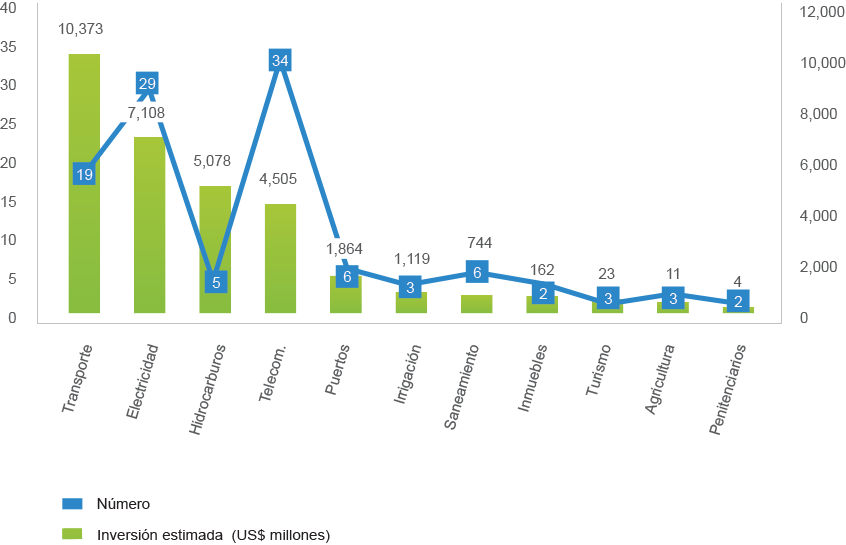 40
35
30
25
20
15
10
5
0
12,000
10,000
8,000
6,000
4,000
2,000
0
10,373
7,108
5,078
4,505
1,864
1,119
744
162
23
11
4
19
29
5
34
6
3
6
2
3
3
2
Transporte
Electricidad
Hidrocarburos
Telecom.
Puertos
Irrigación
Saneamiento
Inmuebles
Turismo
Agricultura
Penitenciarios
Número
Inversión estimada (US$ millones)